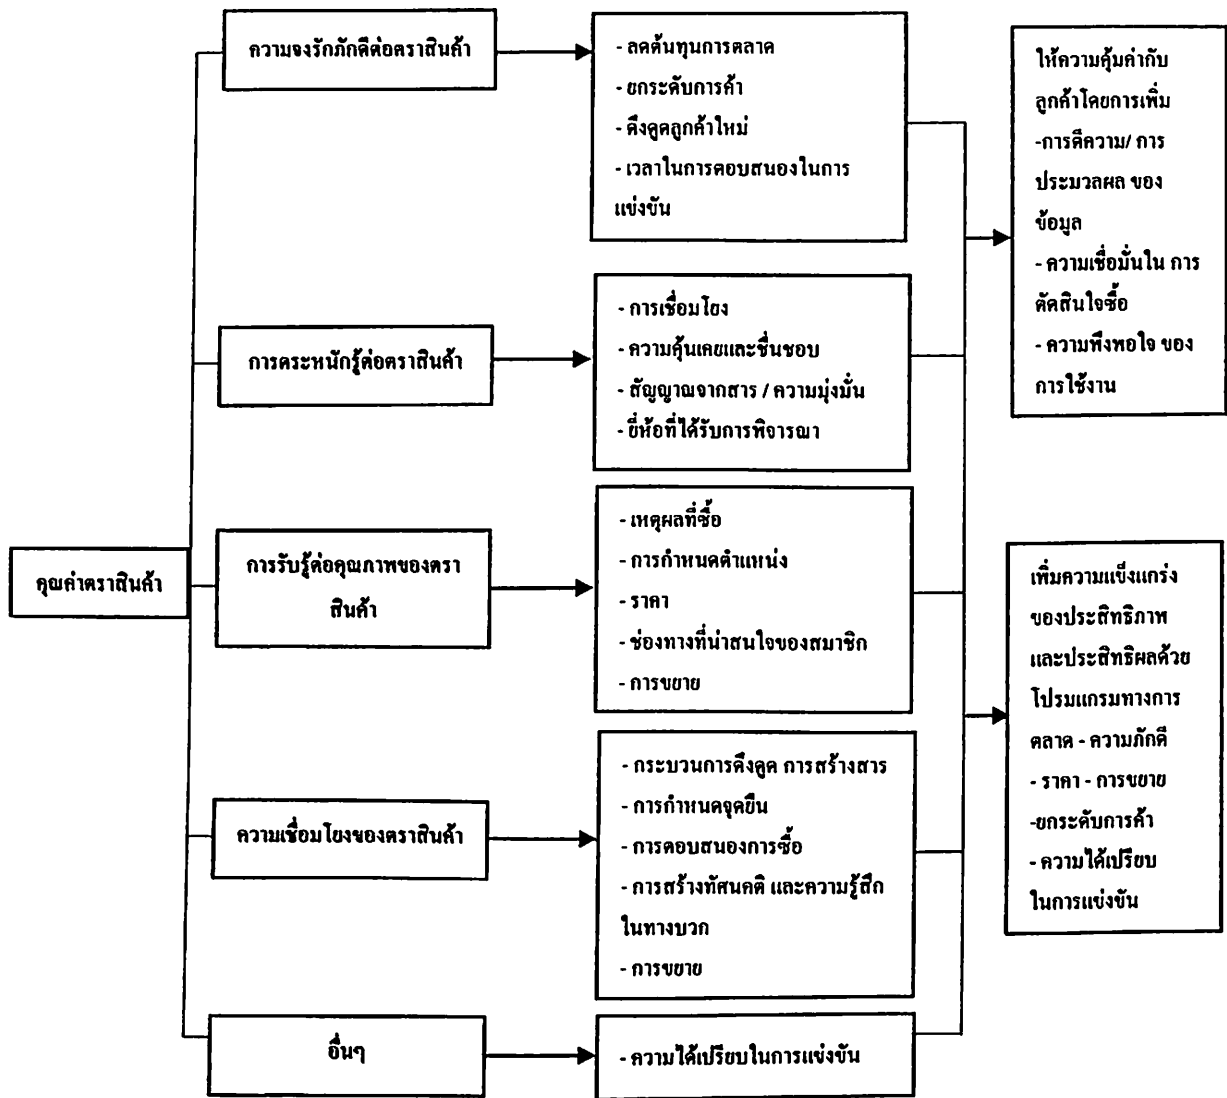 ความจงรักภักดีต่อตราสินค้า
- ลดต้นทุนการตลาด
- ยกระดับการค้า
- ดึงดูดลูกค้าใหม่
- เวลาในการตอบสนองในการ
แข่งขัน
ให้ความคุ้มค่ากับ
ลูกค้าโดยการเพิ่ม
-การตีความ/ การ
ประมวลผล ของ
ข้อมูล
- ความเชื่อมั่นใน การ
ตัดสินใจซื้อ
- ความพึงพอใจ ของ
การใช้งาน
การตระหนักรู้ต่อตราสินค้า
- การเชื่อมโยง
- ความคุ้นเคยและชื่นชอบ
- สัญญาณจากสาร / ความมุ่งมั่น
- ยี่ห้อที่ได้รับการพิจารณา
คุณค่าตราสินค้า
การรับรู้ต่อคุณภาพของตรา
สินค้า
- เหตุผลที่ซื้อ
- การกำหนดตำแหน่ง
- ราคา
- ช่องทางที่น่าสนใจของสมาชิก
- การขยาย
เพิ่มความแข็งแกร่ง
ของประสิทธิภาพ
และประสิทธิผลด้วย
โปรมแกรมทางการ
ตลาด - ความภักดี
- ราคา - การขยาย
-ยกระดับการค้า
- ความได้เปรียบ
ในการแข่งขัน
ความเชื่อมโยงของตราสินค้า
- กระบวนการดึงดูด การสร้างสาร
- การกำหนดจุดยืน
- การตอบสนองการซื้อ
- การสร้างทัศนคติ และความรู้สึก
ในทางบวก
- การขยาย
อื่นๆ
- ความได้เปรียบในการแข่งขัน